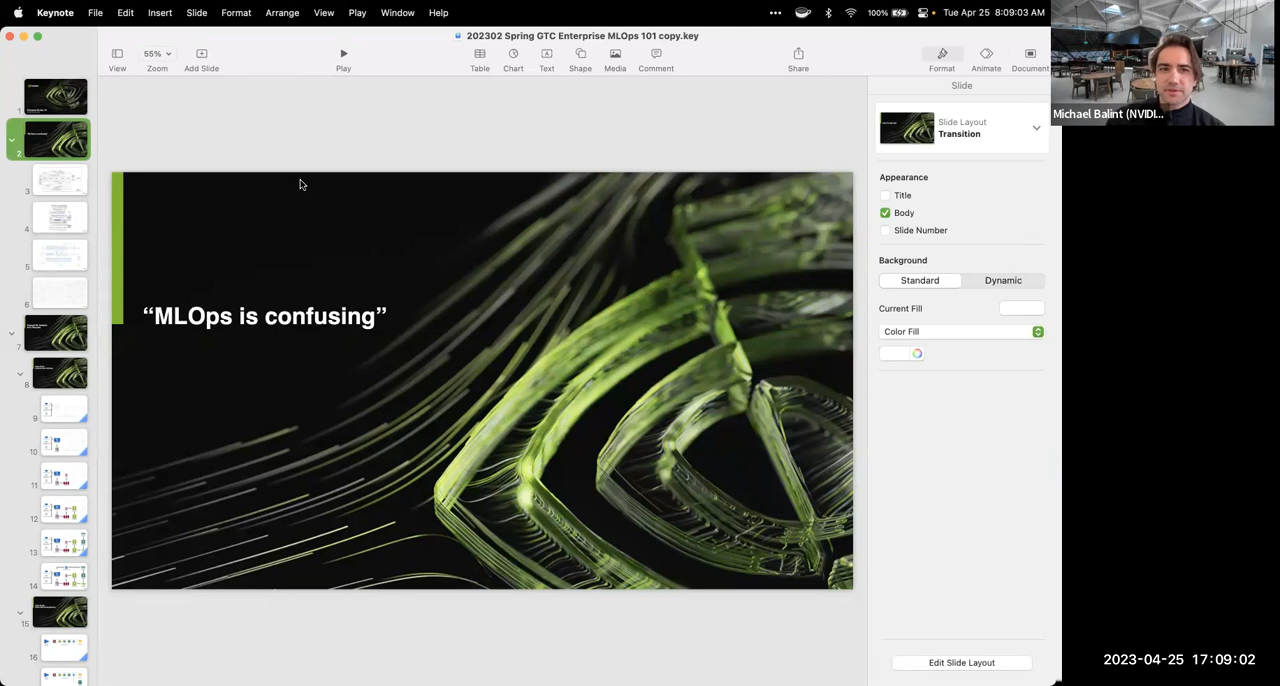 Keynote File Edit Insert Slide Format Arrange View Play Window Help
100% Tue Apr 25 8:09:03 AM
202302 Spring GTC Enterprise MLOps 101 copy.key
55%
View Zoom Add Slide Play Table Chart Text Shape Media Comment Share Format Animate Document
Slide
Slide Layout
Transition
Appearance
Title
Body
Slide Number
Background
Standard Dynamic
Current Fill
Color Fill
Edit Slide Layout
1
2
3
4
5
6
7
8
9
10
11
12
13
14
15
16
“MLOps is confusing”
Michael Balint (NVIDI...
2023-04-25 17:09:02